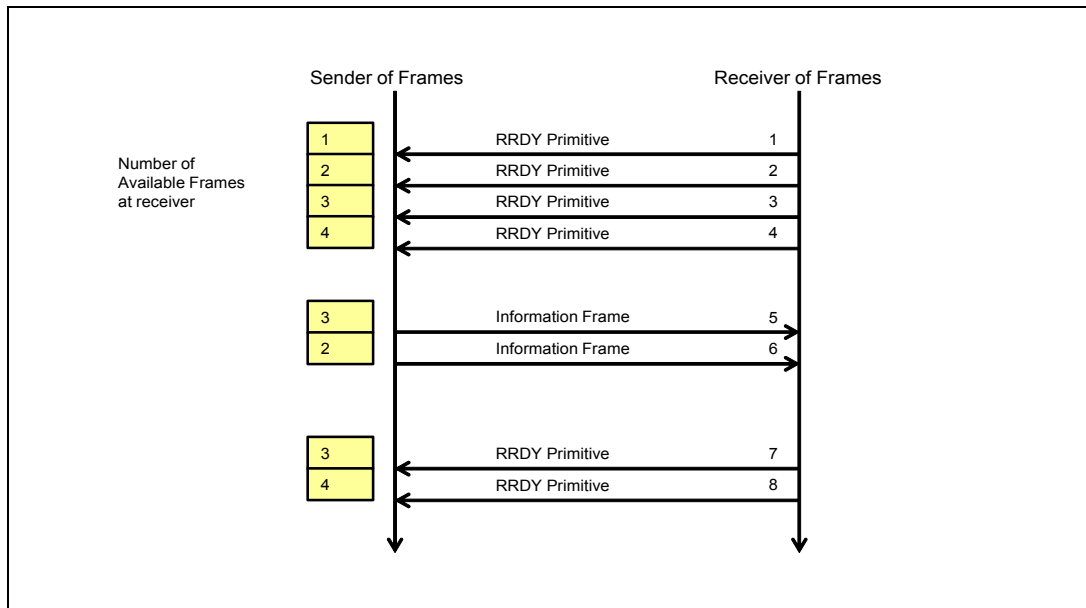 Sender of Frames Receiver of Frames
1 RRDY Primitive 1
Number of
Available Frames
at receiver
2 RRDY Primitive 2
3 RRDY Primitive 3
4 RRDY Primitive 4
3 Information Frame 5
2 Information Frame 6
3 RRDY Primitive 7
4 RRDY Primitive 8